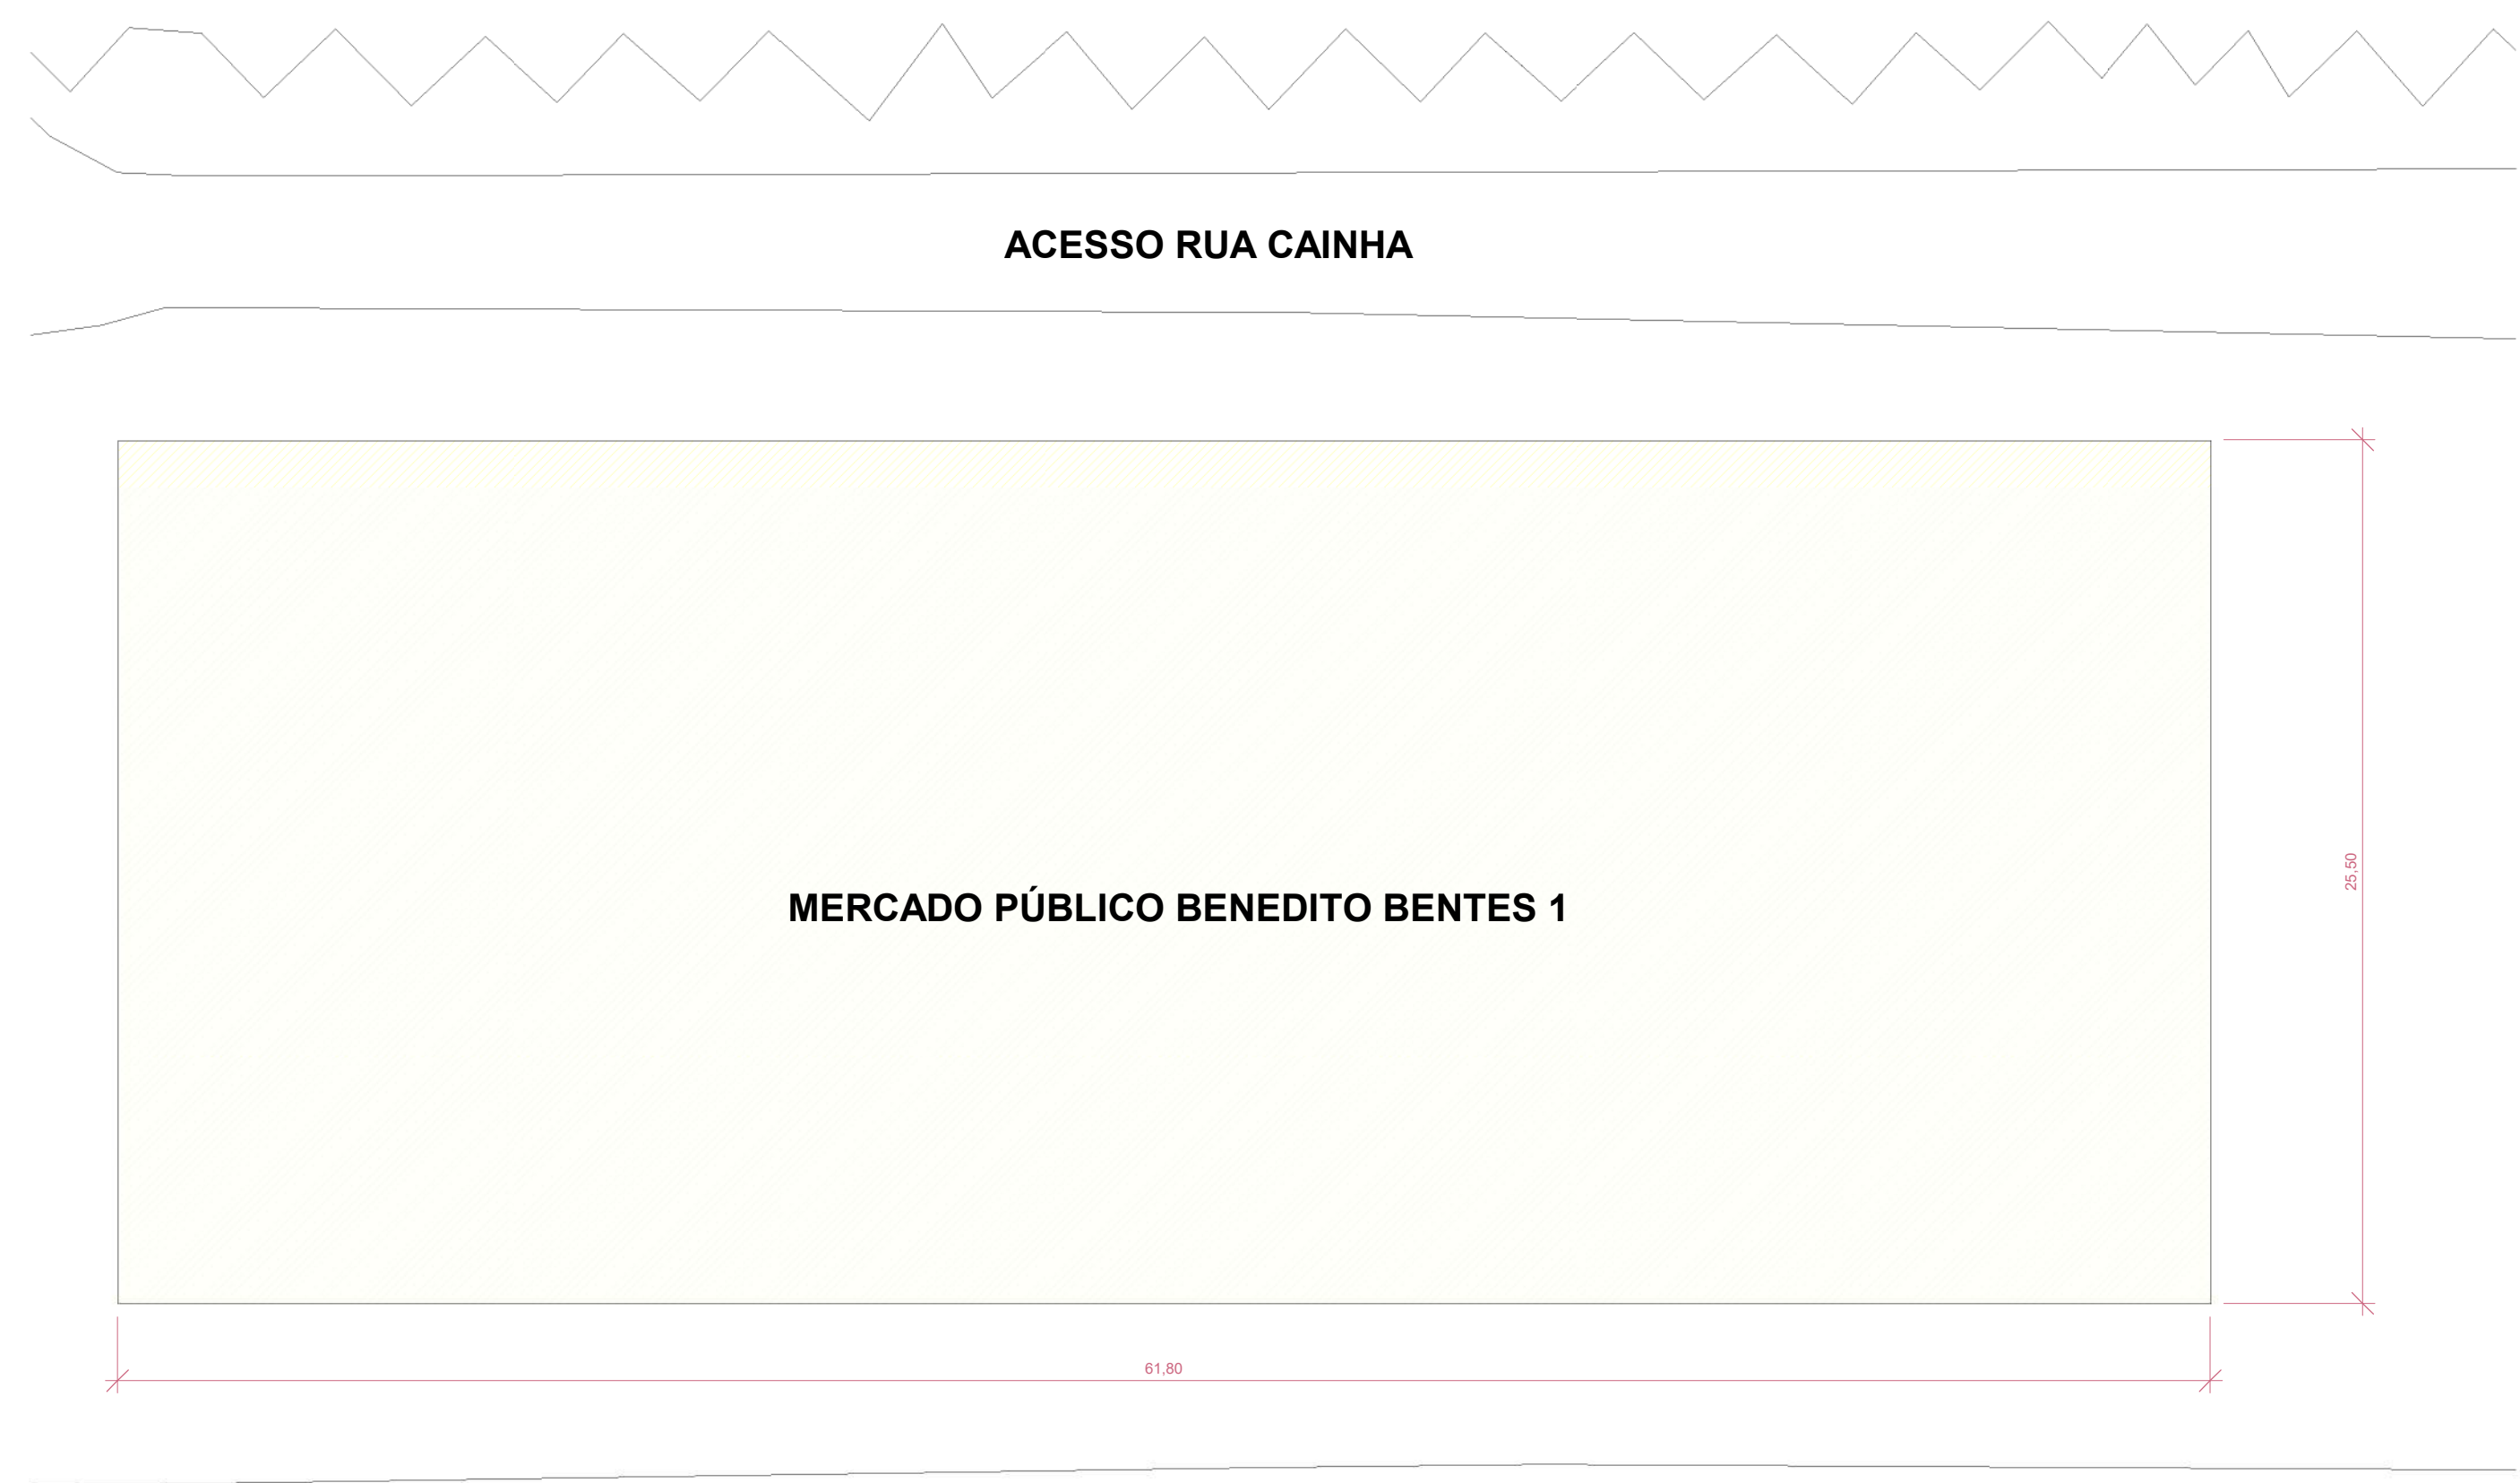 ACESSO RUA CAINHA
25,50
MERCADO PÚBLICO BENEDITO BENTES 1
61,80